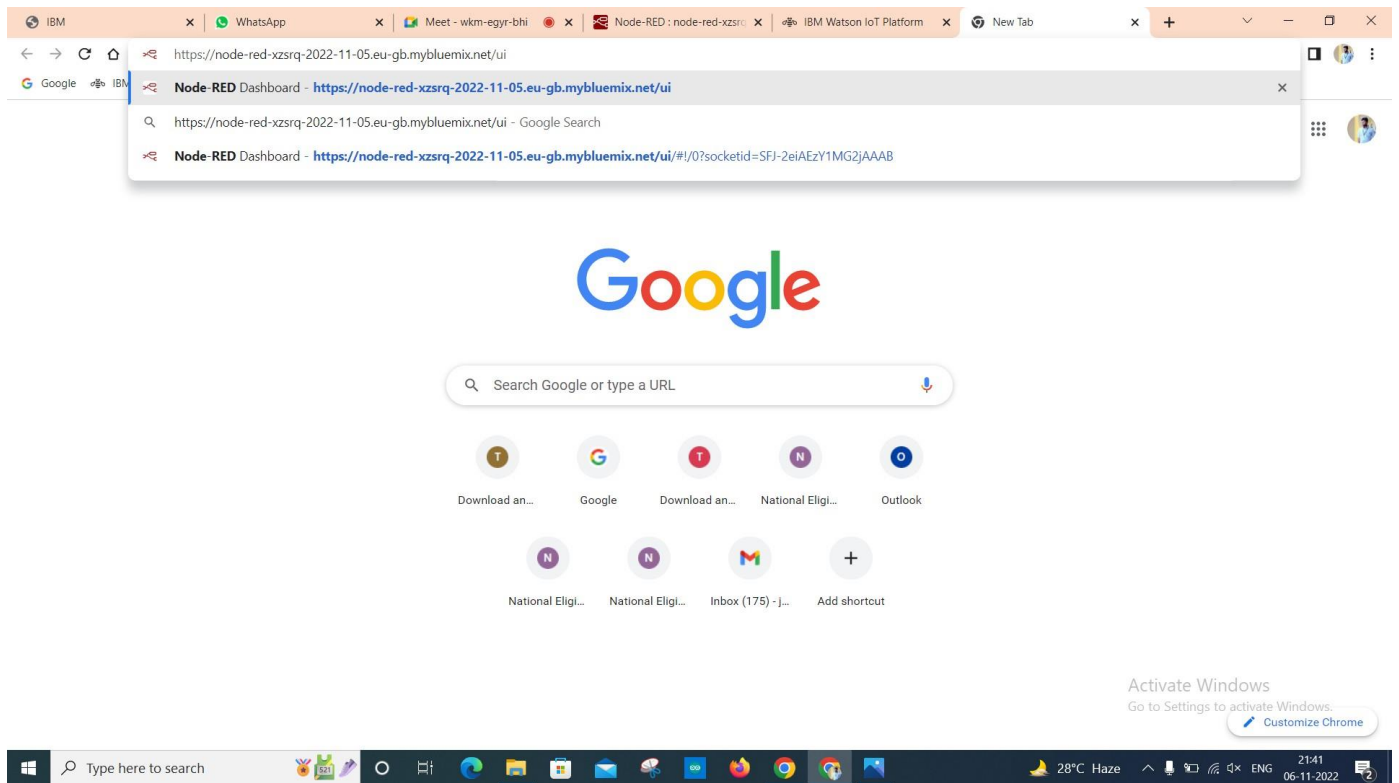 IBM
WhatsApp
Meet - wkm-egyr-bhi
Node-RED : node-red-xzsrq
IBM Watson IoT Platform
New Tab
https://node-red-xzsrq-2022-11-05.eu-gb.mybluemix.net/ui
Google
IBM
Node-RED Dashboard - https://node-red-xzsrq-2022-11-05.eu-gb.mybluemix.net/ui
https://node-red-xzsrq-2022-11-05.eu-gb.mybluemix.net/ui - Google Search
Node-RED Dashboard - https://node-red-xzsrq-2022-11-05.eu-gb.mybluemix.net/ui/#!/0?socketid=SFJ-2eiAEzY1MG2jAAAB
Google
Search Google or type a URL
T
G
T
N
O
Download an...
Google
Download an...
National Eligi...
Outlook
N
N
M
National Eligi...
National Eligi...
Inbox (175) - j...
Add shortcut
Activate Windows
Go to Settings to activate Windows.
Customize Chrome
Type here to search
521
28°C Haze
ENG
21:41
06-11-2022
2